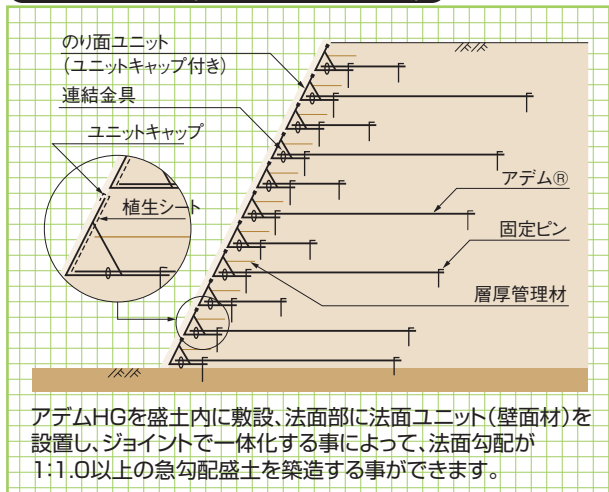 のり面ユニット
（ユニットキャップ付き）
連結金具
ユニットキャップ
植生シート
アデム®
固定ピン
層厚管理材
アデムHGを盛土内に敷設、法面部に法面ユニット（壁面材）を
設置し、ジョイントで一体化する事によって、法面勾配が
1:1.0以上の急勾配盛土を築造する事ができます。